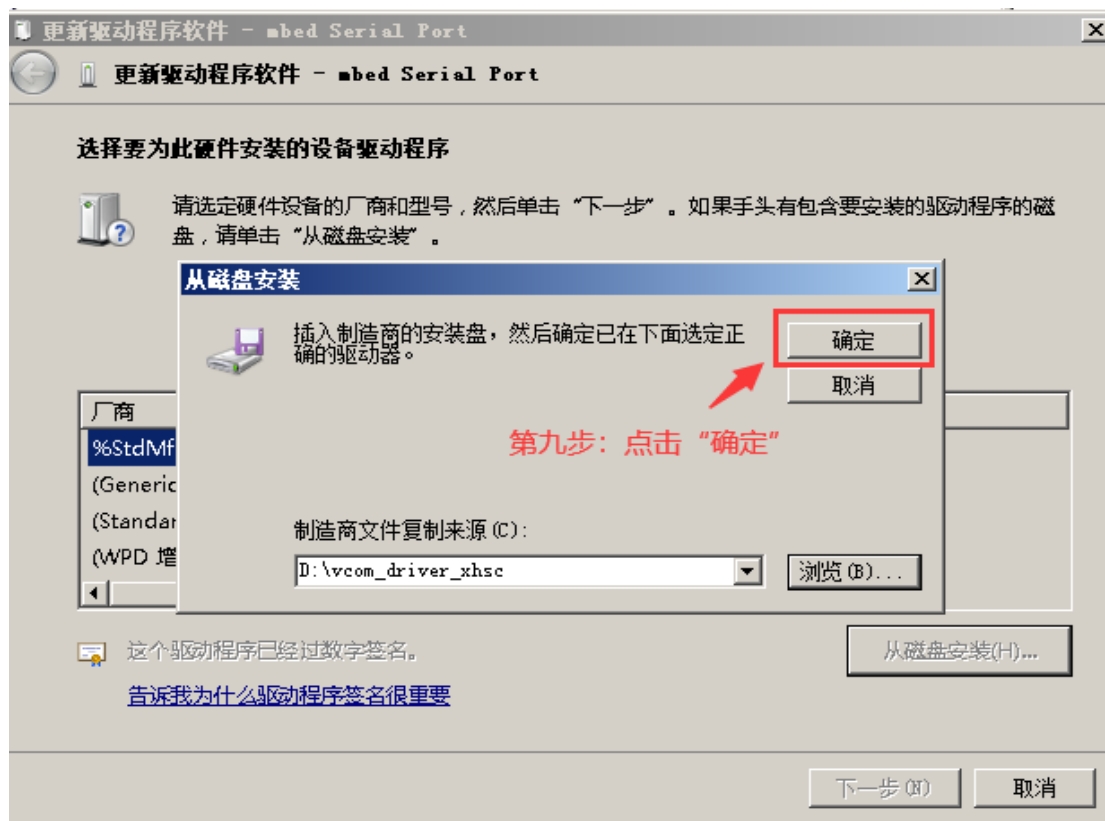 更新驱动程序软件 - mbed Serial Port
更新驱动程序软件 - mbed Serial Port
选择要为此硬件安装的设备驱动程序
请选定硬件设备的厂商和型号，然后单击“下一步”。如果手头有包含要安装的驱动程序的磁
盘，请单击“从磁盘安装”。
从磁盘安装
插入制造商的安装盘，然后确定已在下面选定正
确的驱动器。
确定
取消
第九步：点击“确定”
厂商
%StdMf
(Generic
(Standar
(WPD 增
制造商文件复制来源(C):
D:\vcom_driver_xhsc
浏览(B)...
这个驱动程序已经过数字签名。
从磁盘安装(H)...
告诉我为什么驱动程序签名很重要
下一步(N)
取消